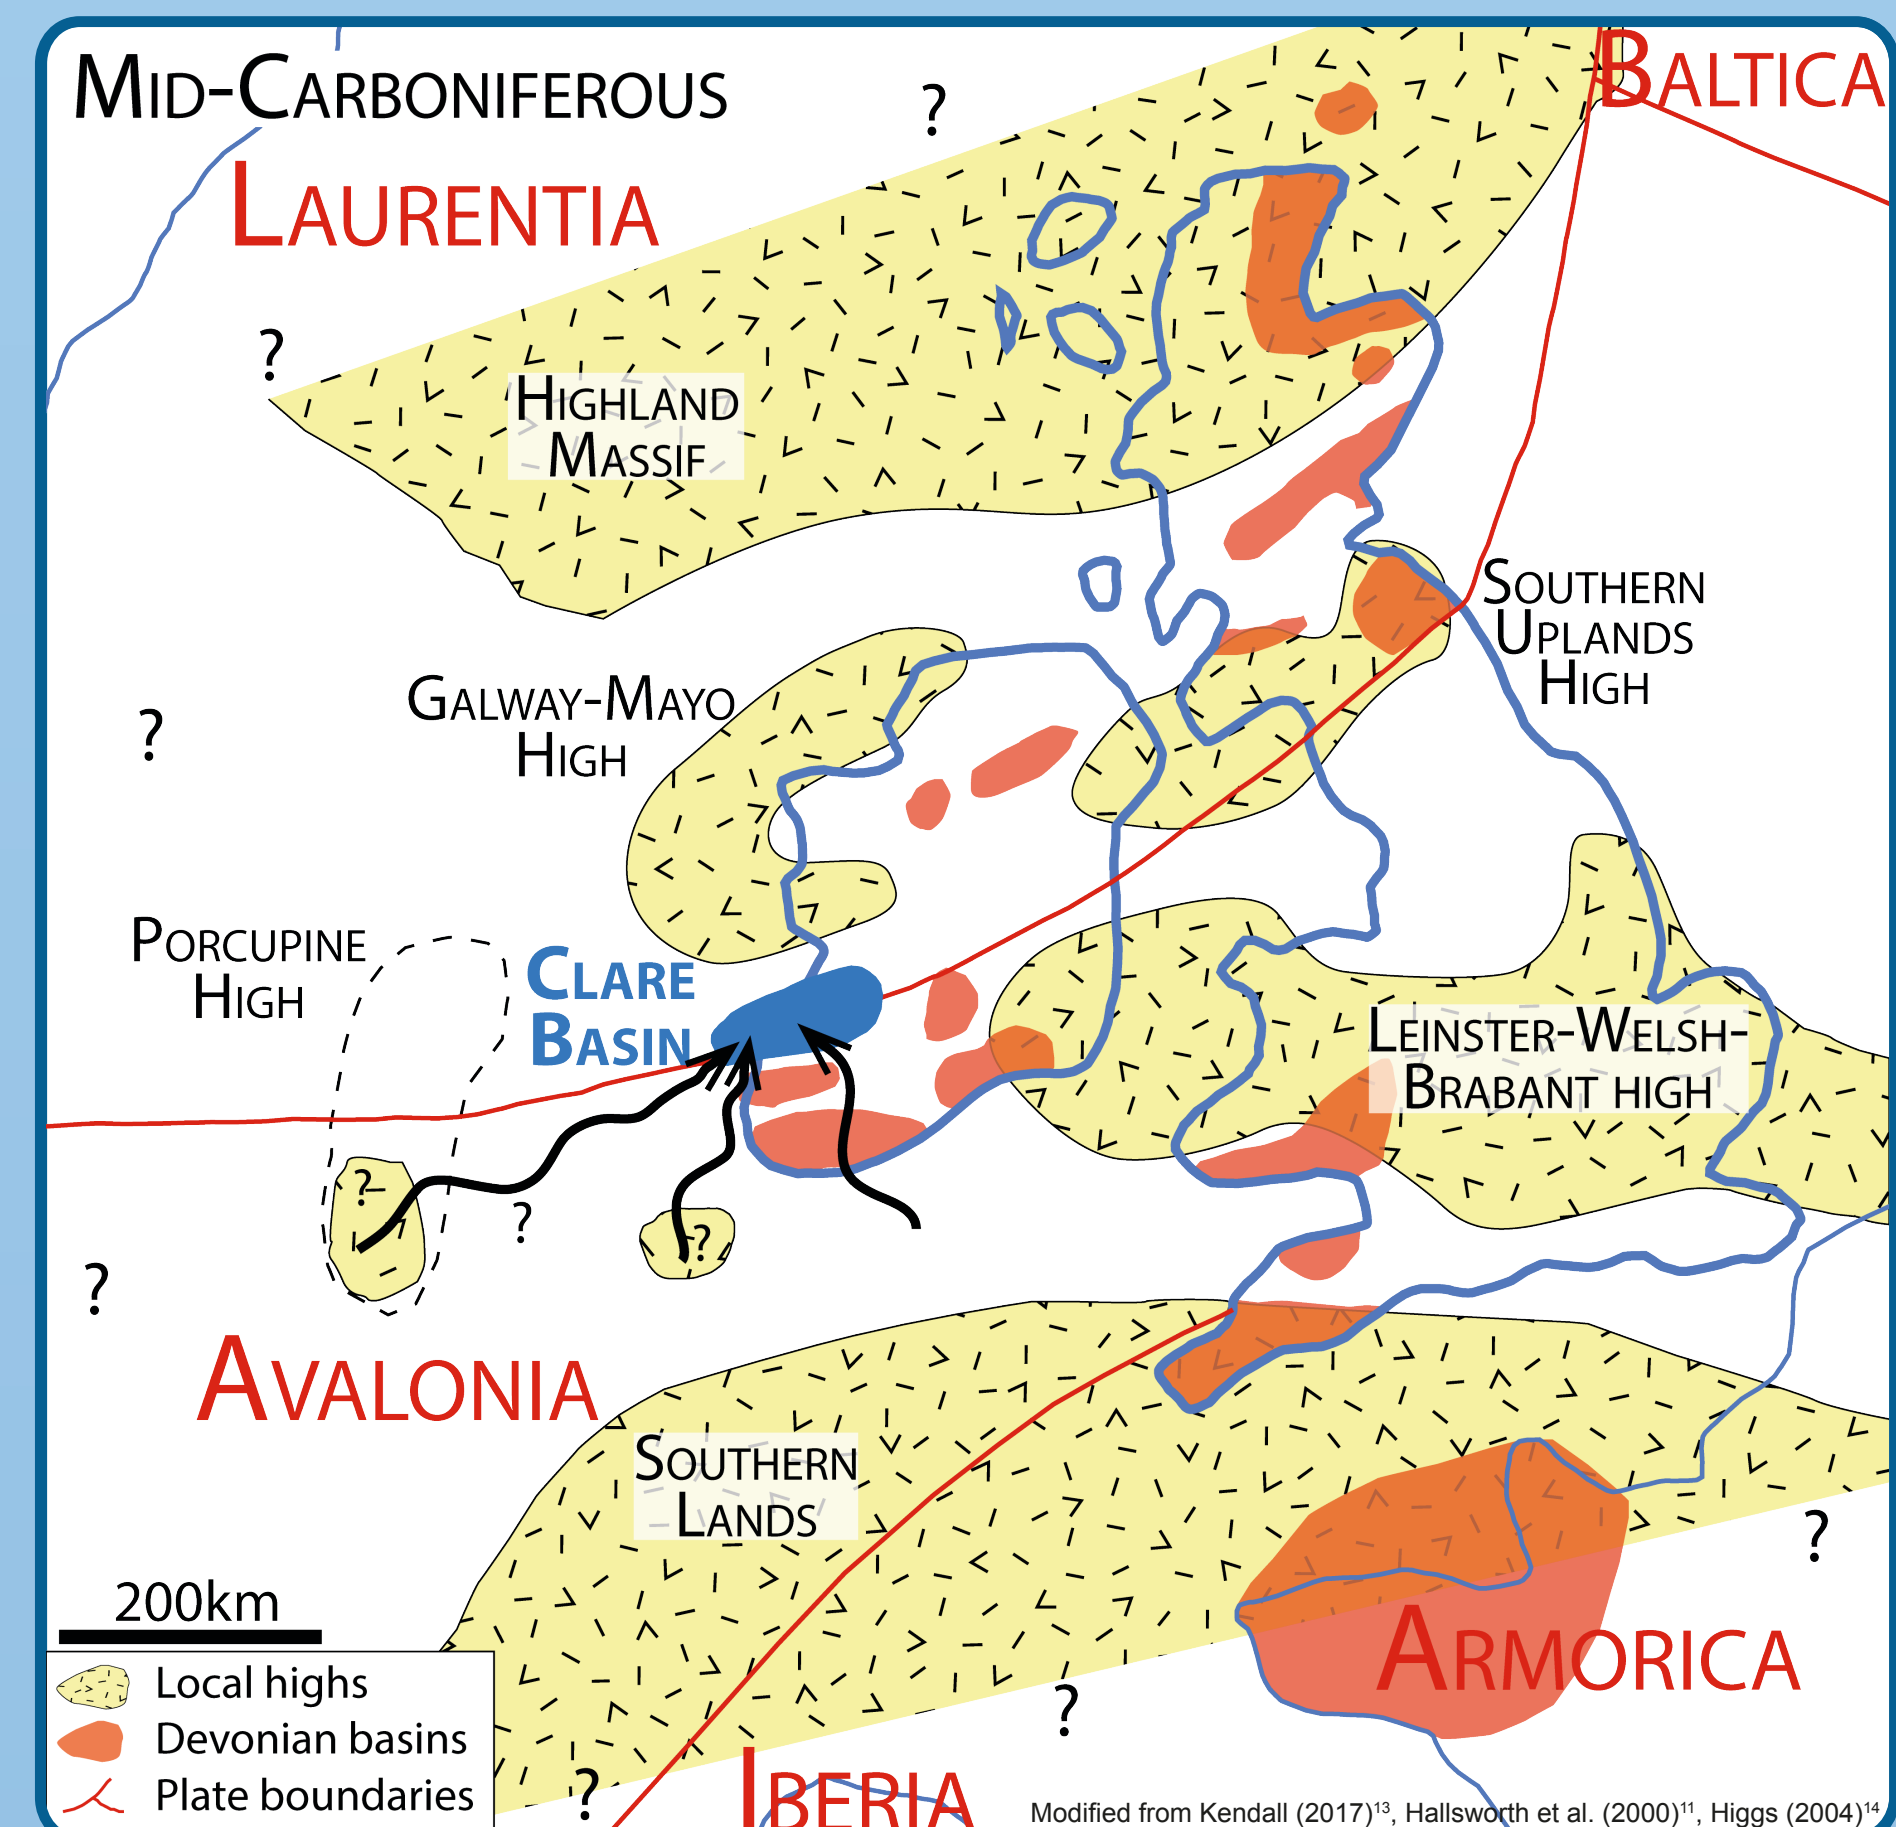 MID-CARBONIFEROUS
BALTICA
?
LAURENTIA
?
HIGHLAND
MASSIF
SOUTHERN
UPLANDS
HIGH
GALWAY-MAYO
HIGH
?
PORCUPINE
HIGH
CLARE
BASIN
LEINSTER-WELSH-
BRABANT HIGH
?
?
?
?
AVALONIA
SOUTHERN
LANDS
?
200km
ARMORICA
Local highs
Devonian basins
Plate boundaries
?
?
IBERIA
Modified from Kendall (2017)¹³, Hallsworth et al. (2000)¹¹, Higgs (2004)¹⁴